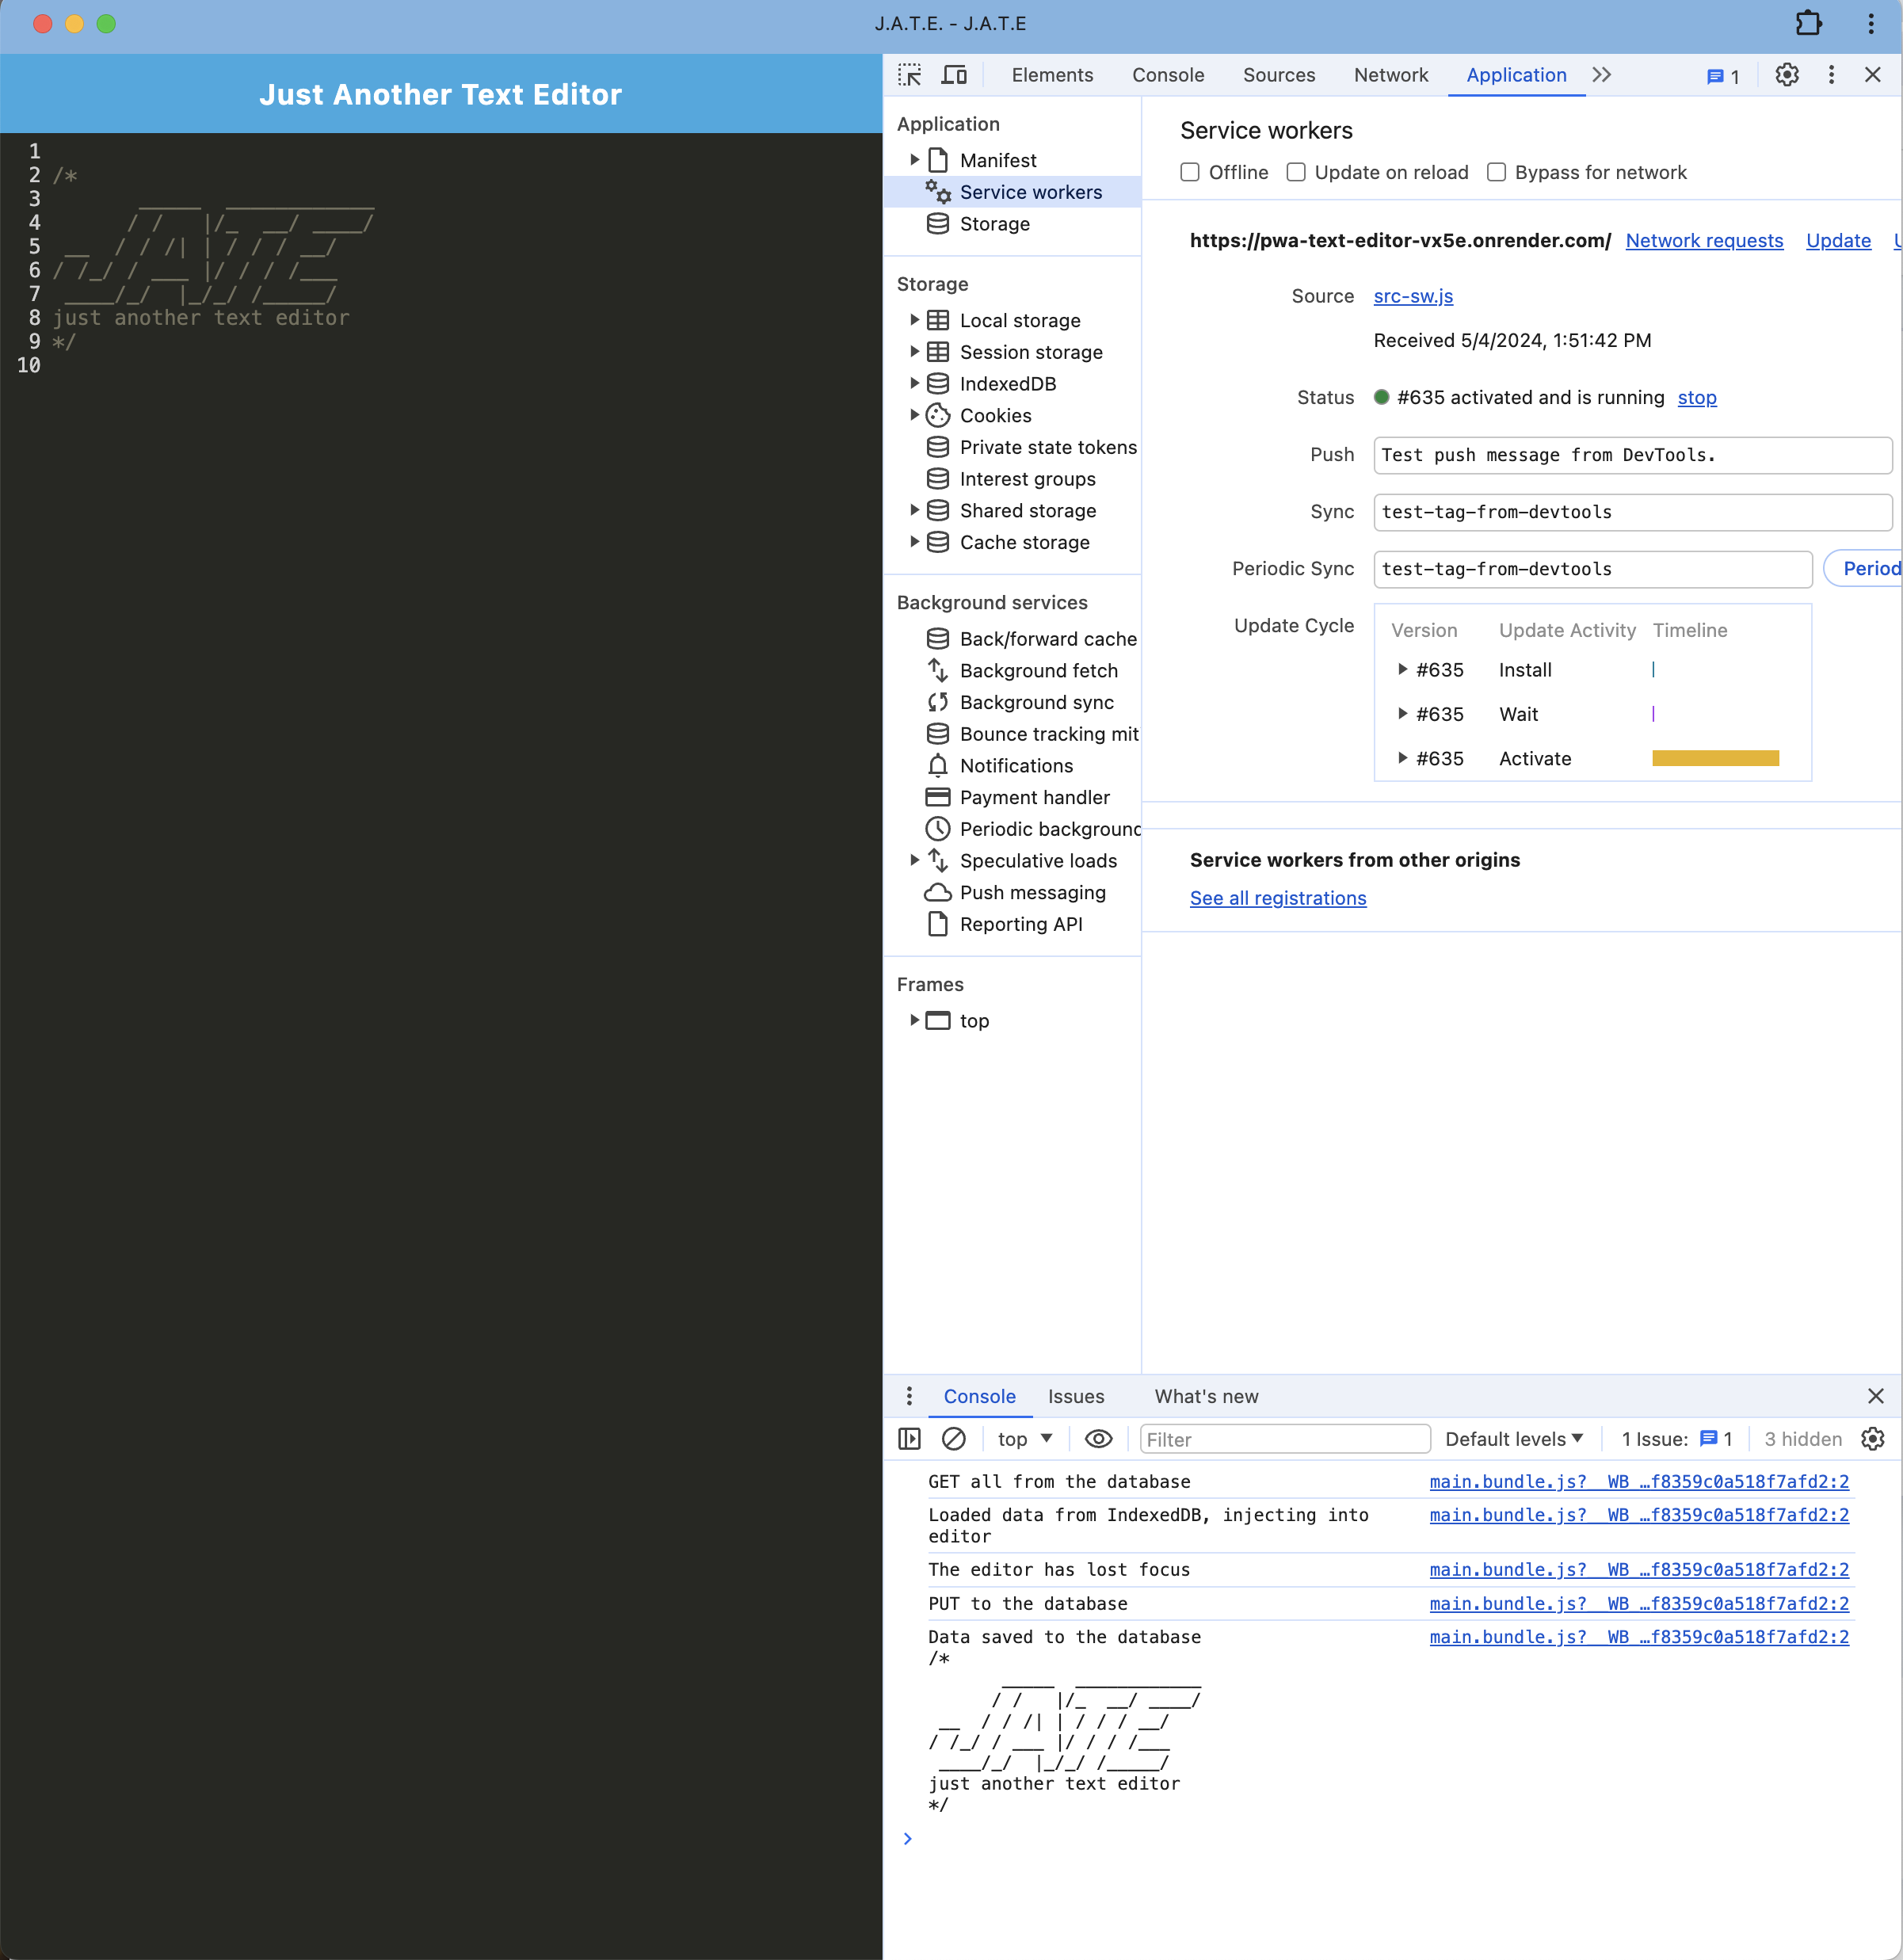 J.A.T.E. - J.A.T.E
Just Another Text Editor
1
2 /*
3        _____  ____________
4       / /   |/_  __/ ____/
5  __  / / /| | / / / __/
6 / /_/ / ___ |/ / / /___
7  ____/_/  |_/_/ /_____/
8 just another text editor
9 */
10
Elements Console Sources Network Application 1
Application
Manifest
Service workers
Storage
Storage
Local storage
Session storage
IndexedDB
Cookies
Private state tokens
Interest groups
Shared storage
Cache storage
Background services
Back/forward cache
Background fetch
Background sync
Bounce tracking mit
Notifications
Payment handler
Periodic background
Speculative loads
Push messaging
Reporting API
Frames
top
Service workers
Offline Update on reload Bypass for network
https://pwa-text-editor-vx5e.onrender.com/ Network requests Update
Source src-sw.js
Received 5/4/2024, 1:51:42 PM
Status #635 activated and is running stop
Push Test push message from DevTools.
Sync test-tag-from-devtools
Periodic Sync test-tag-from-devtools Period
Update Cycle Version Update Activity Timeline
#635 Install
#635 Wait
#635 Activate
Service workers from other origins
See all registrations
Console Issues What's new
top Filter Default levels 1 Issue: 1 3 hidden
GET all from the database main.bundle.js?__WB_…f8359c0a518f7afd2:2
Loaded data from IndexedDB, injecting into main.bundle.js?__WB_…f8359c0a518f7afd2:2
editor
The editor has lost focus main.bundle.js?__WB_…f8359c0a518f7afd2:2
PUT to the database main.bundle.js?__WB_…f8359c0a518f7afd2:2
Data saved to the database main.bundle.js?__WB_…f8359c0a518f7afd2:2
/*
       _____  ____________
      / /   |/_  __/ ____/
 __  / / /| | / / / __/
/ /_/ / ___ |/ / / /___
 ____/_/  |_/_/ /_____/
just another text editor
*/